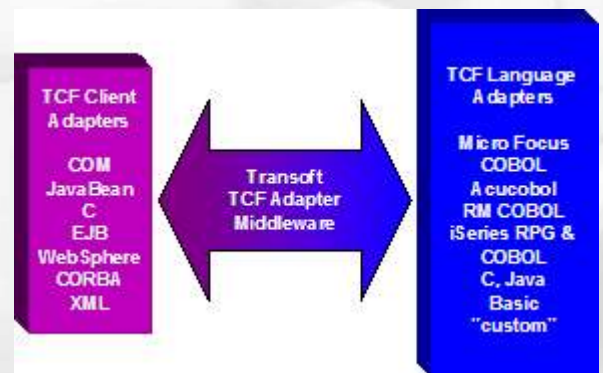 TCF Client
Adapters
COM
JavaBean
C
EJB
WebSphere
CORBA
XML
Transoft
TCF Adapter
Middleware
TCF Language
Adapters
Micro Focus
COBOL
Acucobol
RM COBOL
iSeries RPG &
COBOL
C, Java
Basic
"custom"